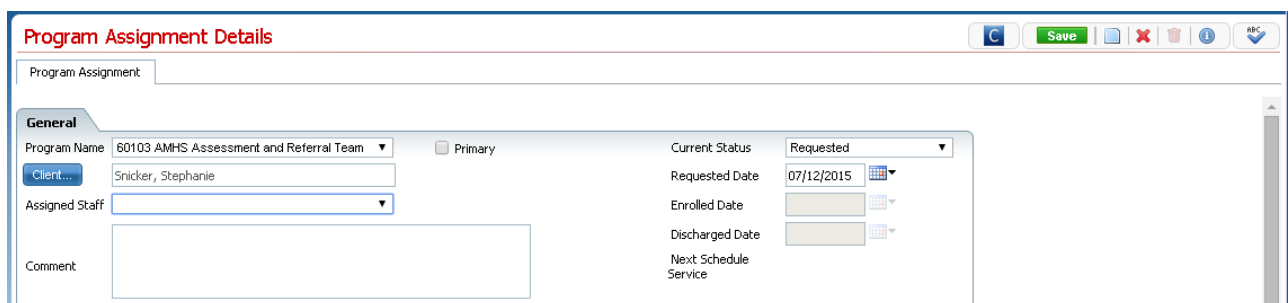 Program Assignment Details
C Save ABC
Program Assignment
General
Program Name 60103 AMHS Assessment and Referral Team Primary Current Status Requested
Client... Snicker, Stephanie Requested Date 07/12/2015
Assigned Staff Enrolled Date
Discharged Date
Comment Next Schedule
Service